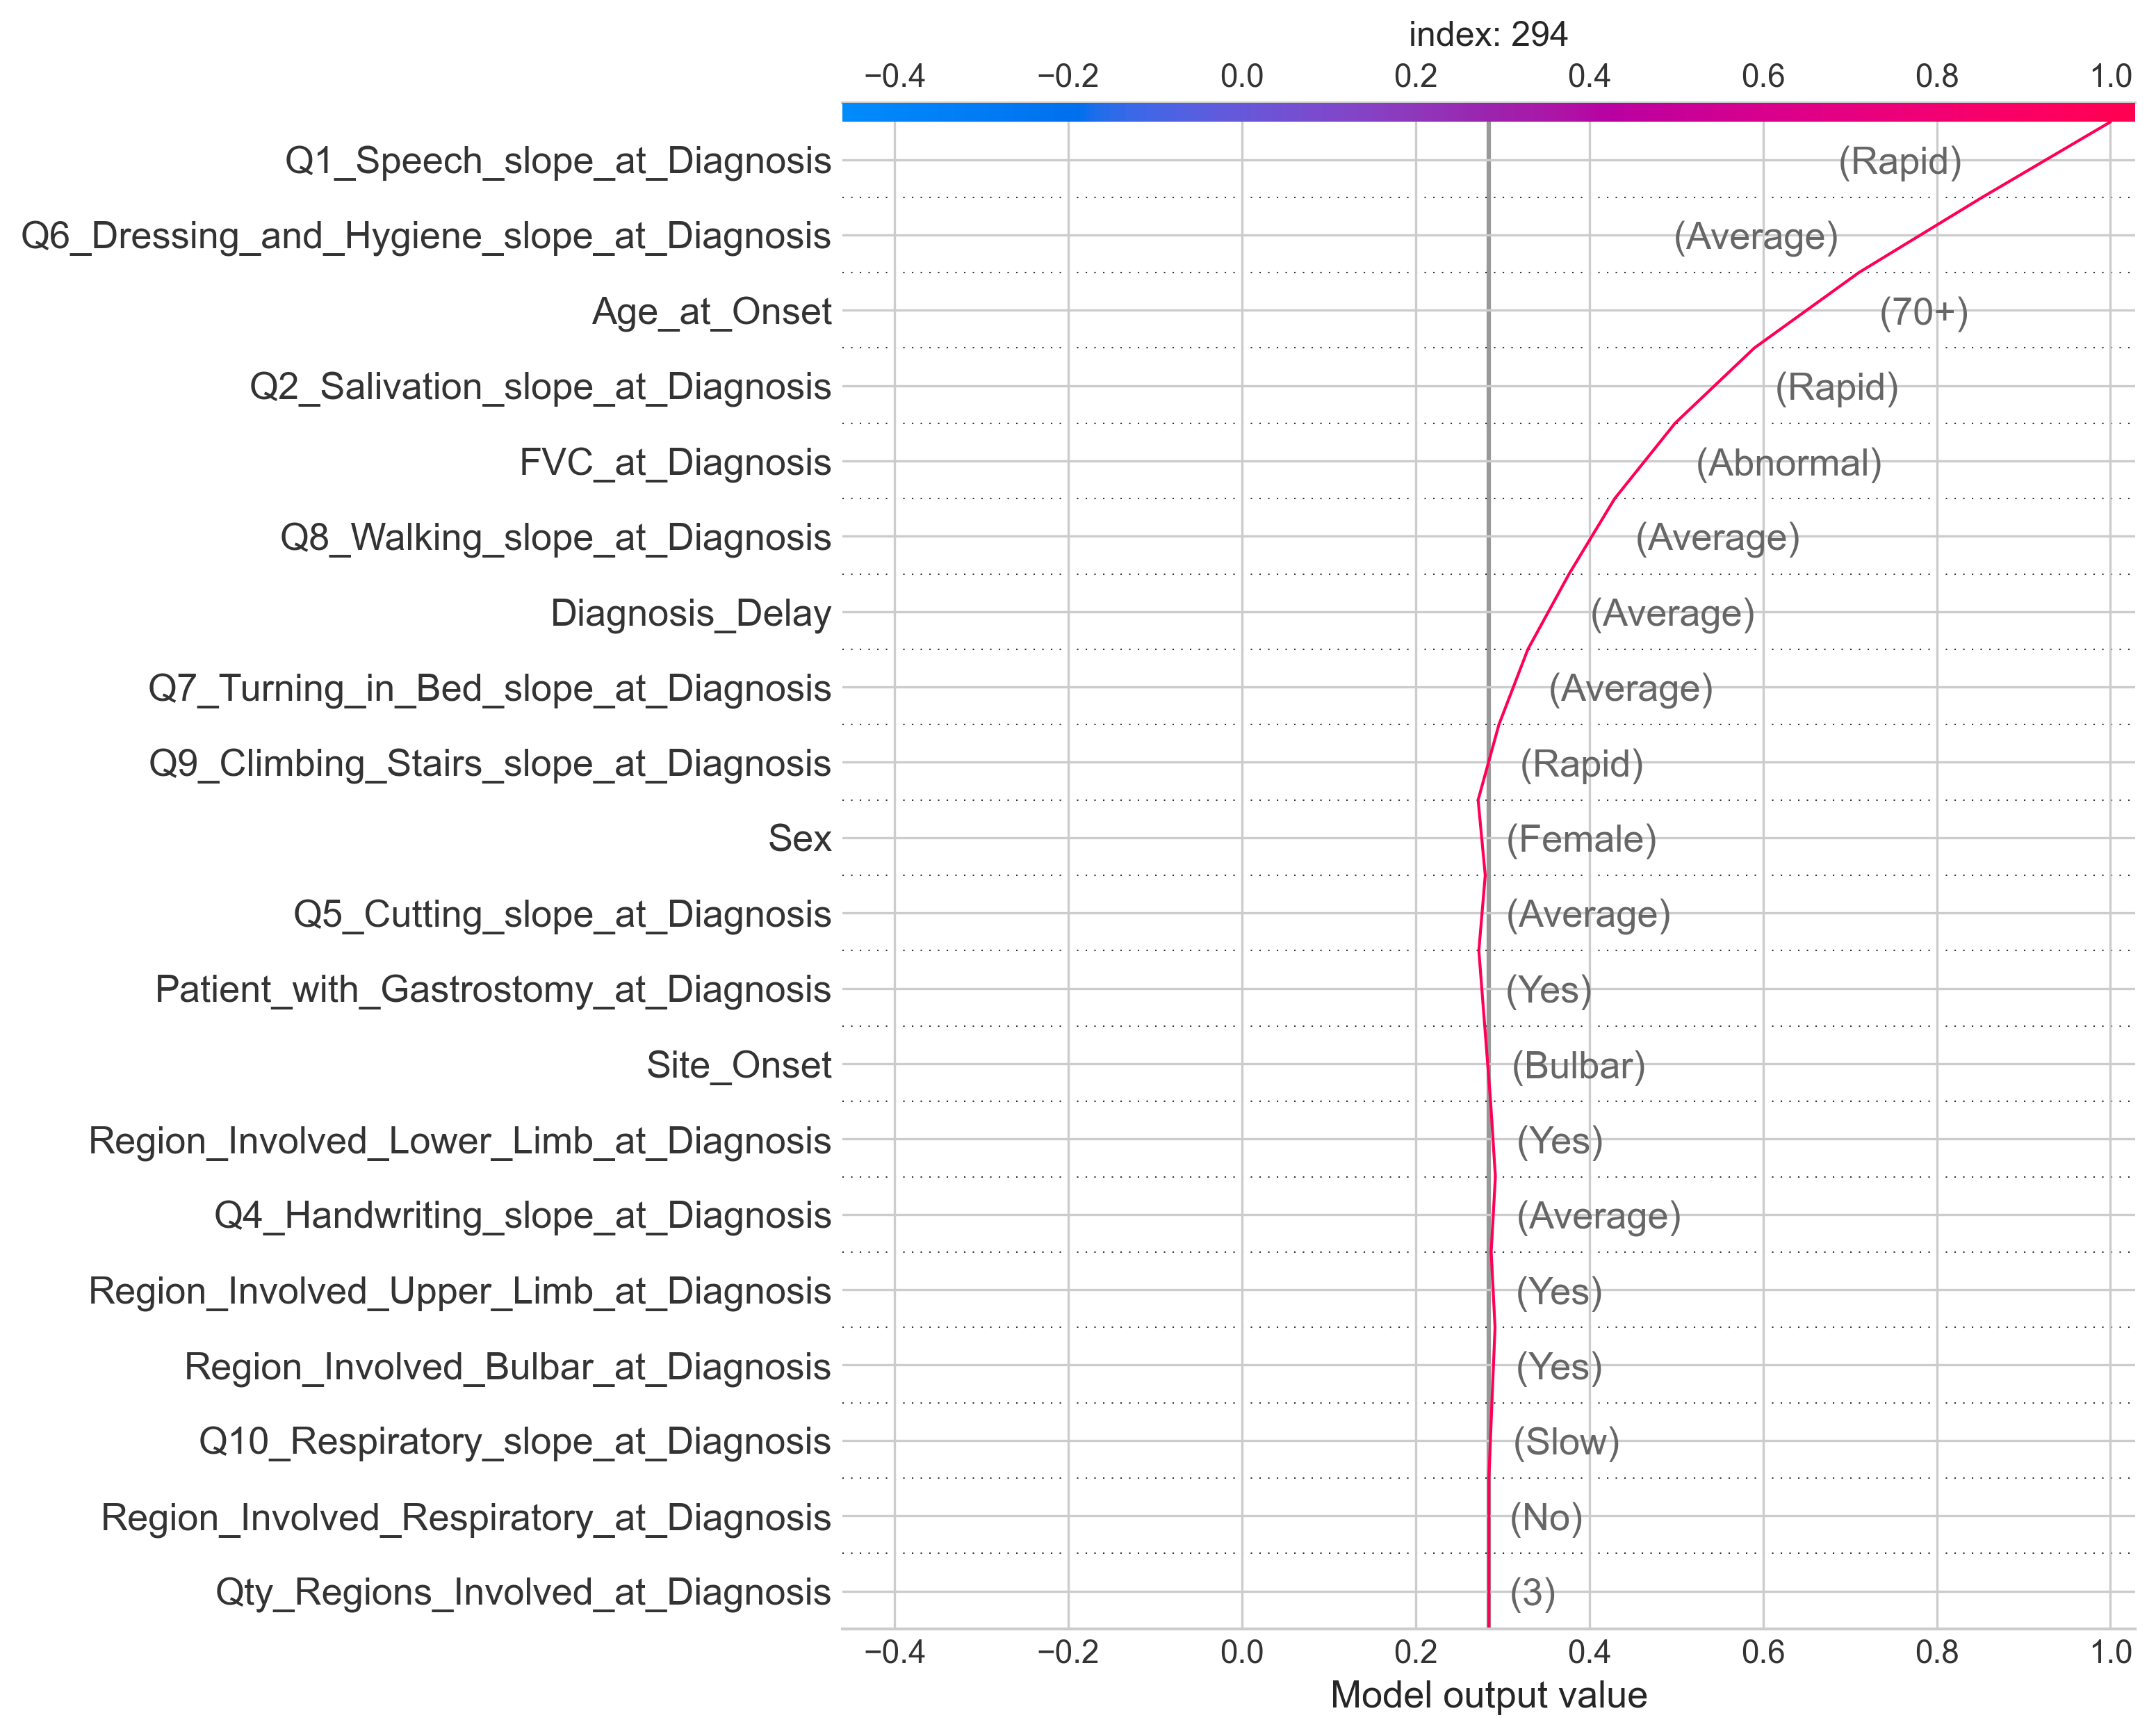 index: 294
−0.4 −0.2 0.0 0.2 0.4 0.6 0.8 1.0
Q1_Speech_slope_at_Diagnosis (Rapid)
Q6_Dressing_and_Hygiene_slope_at_Diagnosis (Average)
Age_at_Onset (70+)
Q2_Salivation_slope_at_Diagnosis (Rapid)
FVC_at_Diagnosis (Abnormal)
Q8_Walking_slope_at_Diagnosis (Average)
Diagnosis_Delay (Average)
Q7_Turning_in_Bed_slope_at_Diagnosis (Average)
Q9_Climbing_Stairs_slope_at_Diagnosis (Rapid)
Sex (Female)
Q5_Cutting_slope_at_Diagnosis (Average)
Patient_with_Gastrostomy_at_Diagnosis (Yes)
Site_Onset (Bulbar)
Region_Involved_Lower_Limb_at_Diagnosis (Yes)
Q4_Handwriting_slope_at_Diagnosis (Average)
Region_Involved_Upper_Limb_at_Diagnosis (Yes)
Region_Involved_Bulbar_at_Diagnosis (Yes)
Q10_Respiratory_slope_at_Diagnosis (Slow)
Region_Involved_Respiratory_at_Diagnosis (No)
Qty_Regions_Involved_at_Diagnosis (3)
−0.4 −0.2 0.0 0.2 0.4 0.6 0.8 1.0
Model output value